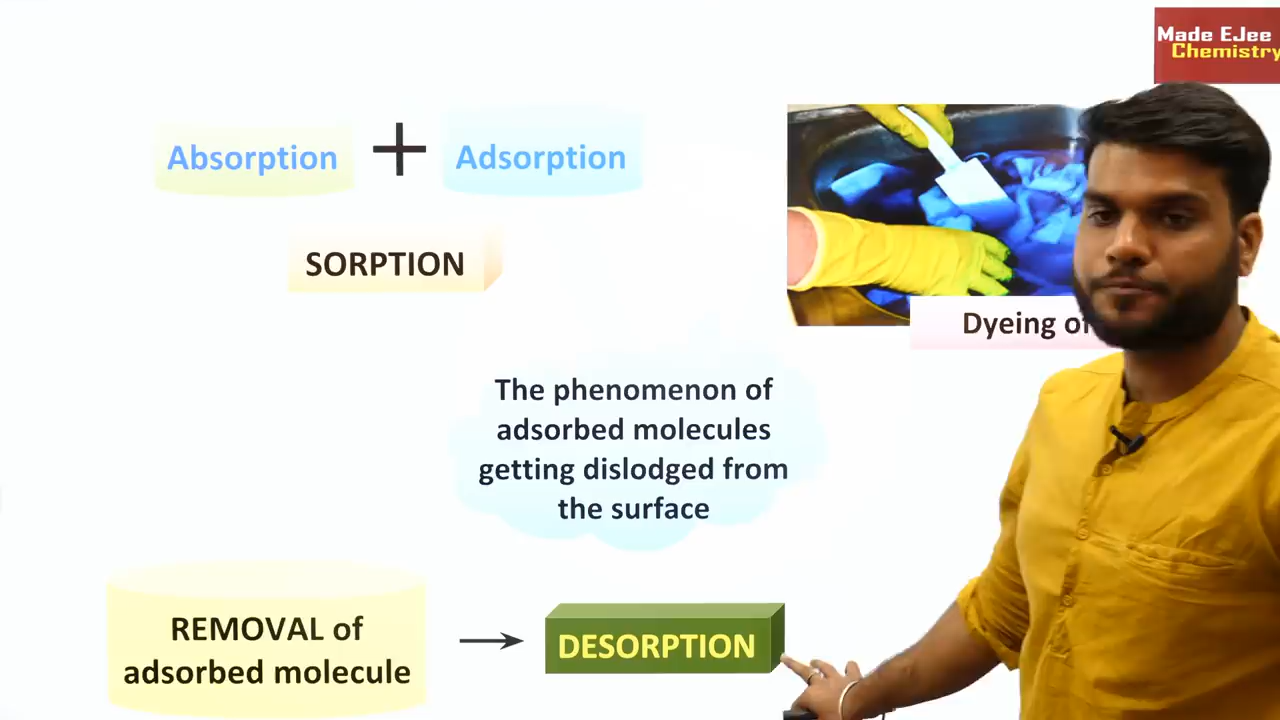 Made EJee
Chemistry
Absorption + Adsorption
SORPTION
Dyeing of
The phenomenon of
adsorbed molecules
getting dislodged from
the surface
REMOVAL of
adsorbed molecule
DESORPTION